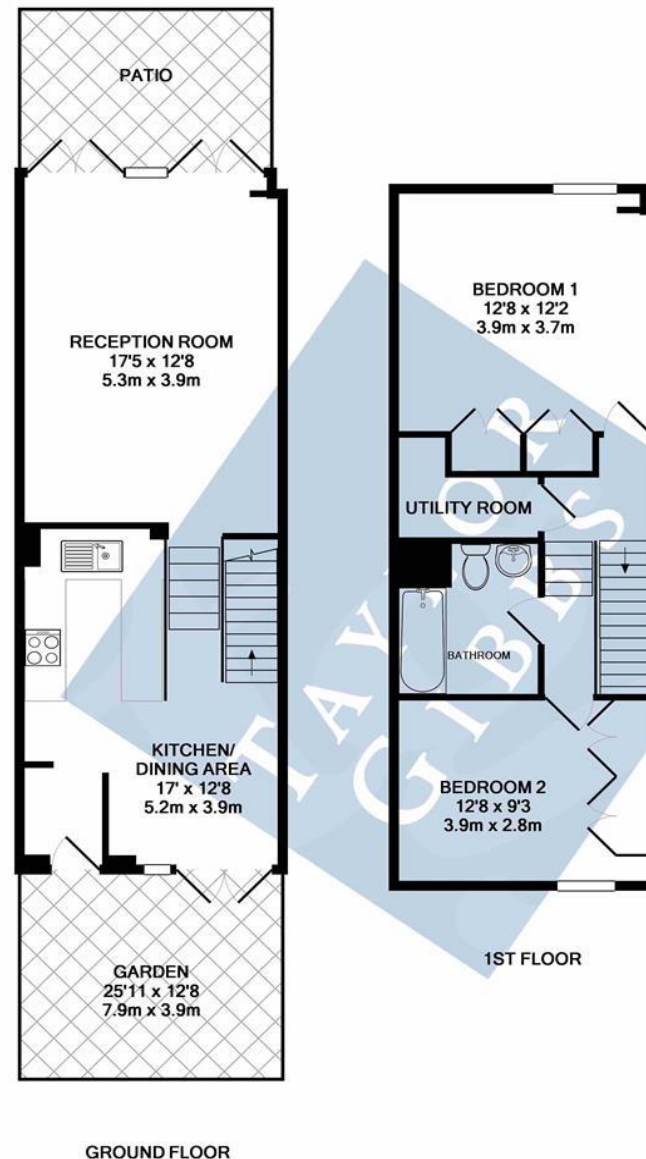 PATIO
RECEPTION ROOM
17'5 x 12'8
5.3m x 3.9m
KITCHEN/
DINING AREA
17' x 12'8
5.2m x 3.9m
GARDEN
25'11 x 12'8
7.9m x 3.9m
GROUND FLOOR
BEDROOM 1
12'8 x 12'2
3.9m x 3.7m
UTILITY ROOM
BATHROOM
BEDROOM 2
12'8 x 9'3
3.9m x 2.8m
1ST FLOOR
TAYLOR
GIBBS